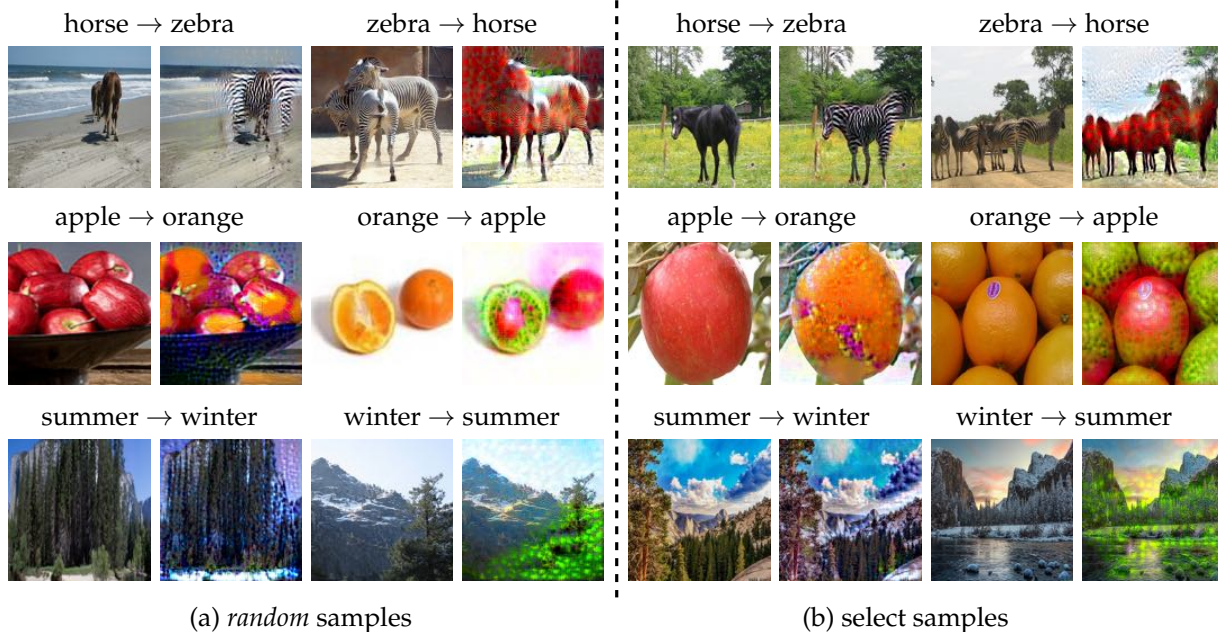 horse → zebra
zebra → horse
horse → zebra
zebra → horse
apple → orange
orange → apple
apple → orange
orange → apple
summer → winter
winter → summer
summer → winter
winter → summer
(a) random samples
(b) select samples